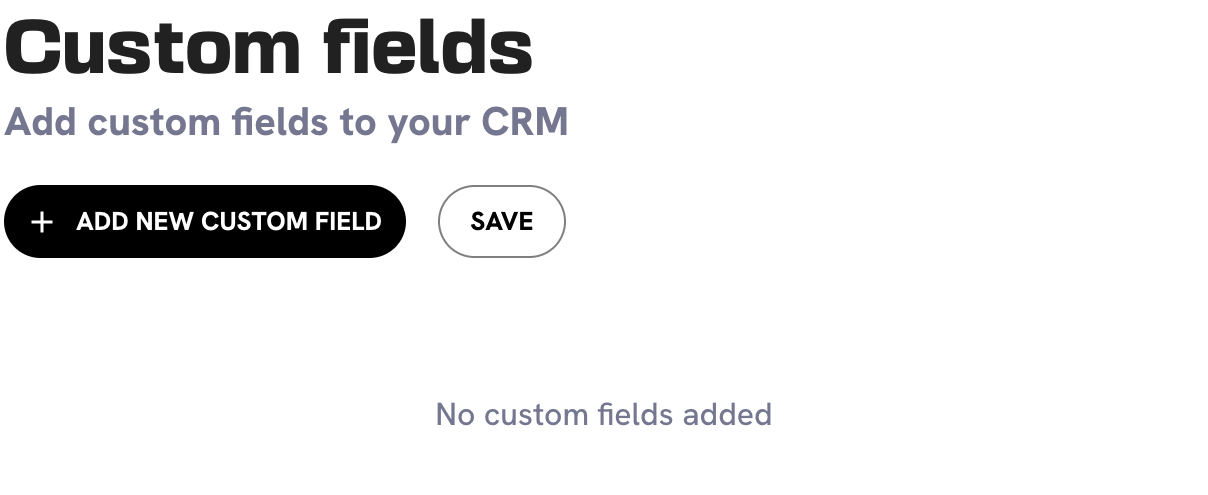 Custom fields
Add custom fields to your CRM
+ ADD NEW CUSTOM FIELD
SAVE
No custom fields added